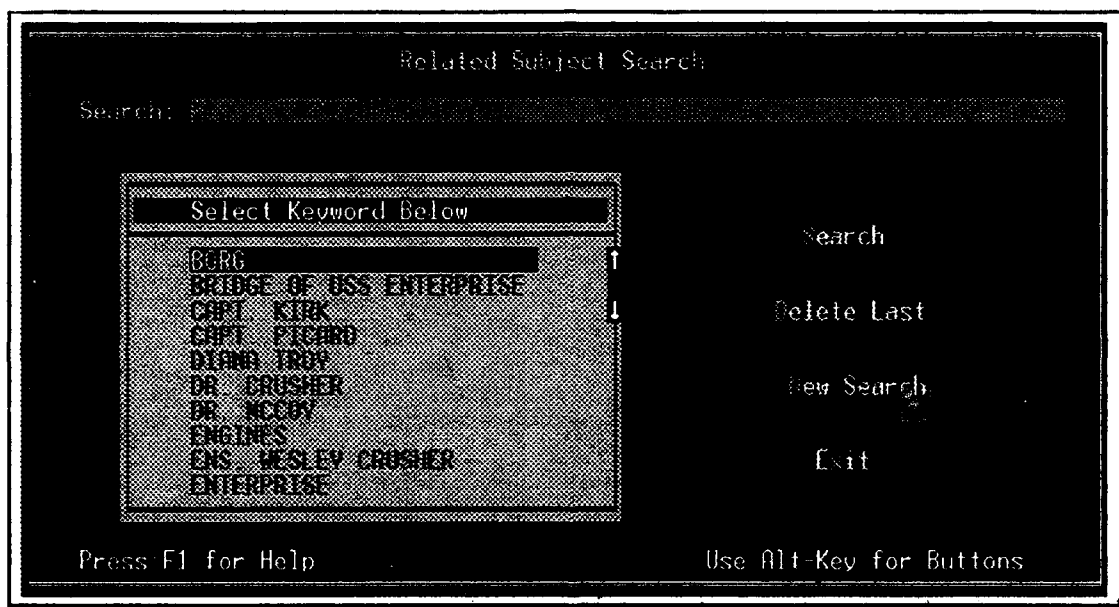 Related Subject Search
Search:
Select Keyword Below
BORG
BRIDGE OF USS ENTERPRISE
CAPT. KIRK
CAPT. PICARD
DIANA TROY
DR. CRUSHER
DR. MCCOY
ENGINES
ENS. WESLEY CRUSHER
ENTERPRISE
Search
Delete Last
New Search
Exit
Press F1 for Help
Use Alt-Key for Buttons